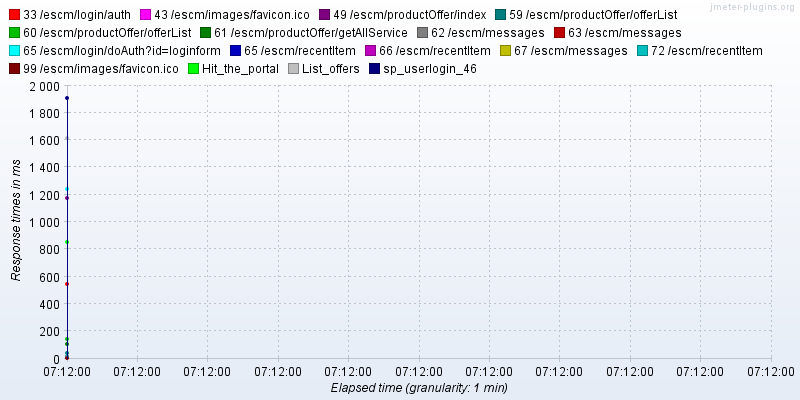 jmeter-plugins.org
33 /escm/login/auth 43 /escm/images/favicon.ico 49 /escm/productOffer/index 59 /escm/productOffer/offerList
60 /escm/productOffer/offerList 61 /escm/productOffer/getAllService 62 /escm/messages 63 /escm/messages
65 /escm/login/doAuth?id=loginform 65 /escm/recentItem 66 /escm/recentItem 67 /escm/messages 72 /escm/recentItem
99 /escm/images/favicon.ico Hit_the_portal List_offers sp_userlogin_46
2 000
1 800
1 600
1 400
1 200
1 000
800
600
400
200
0
Response times in ms
07:12:00 07:12:00 07:12:00 07:12:00 07:12:00 07:12:00 07:12:00 07:12:00 07:12:00 07:12:00 07:12:00
Elapsed time (granularity: 1 min)